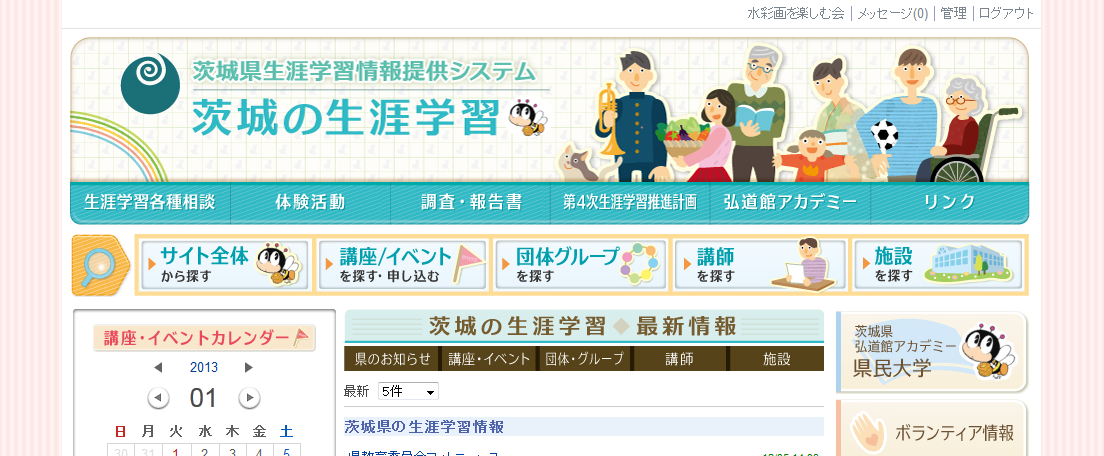 水彩画を楽しむ会 | メッセージ(0) | 管理 | ログアウト
茨城県生涯学習情報提供システム
茨城の生涯学習
生涯学習各種相談
体験活動
調査・報告書
第4次生涯学習推進計画
弘道館アカデミー
リンク
サイト全体
から探す
講座/イベント
を探す・申し込む
団体グループ
を探す
講師
を探す
施設
を探す
講座・イベントカレンダー
2013
01
日 月 火 水 木 金 土
30 31 1 2 3 4 5
茨城の生涯学習◆最新情報
県のお知らせ
講座・イベント
団体・グループ
講師
施設
最新 5件
茨城県の生涯学習情報
茨城県
弘道館アカデミー
県民大学
ボランティア情報